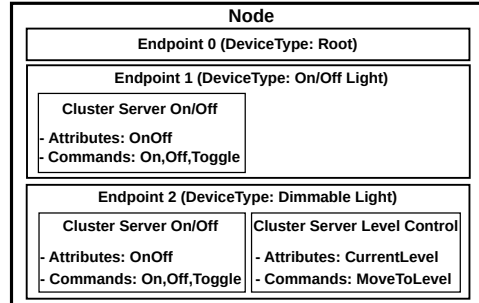 Node
Endpoint 0 (DeviceType: Root)
Endpoint 1 (DeviceType: On/Off Light)
Cluster Server On/Off
- Attributes: OnOff
- Commands: On,Off,Toggle
Endpoint 2 (DeviceType: Dimmable Light)
Cluster Server On/Off
- Attributes: OnOff
- Commands: On,Off,Toggle
Cluster Server Level Control
- Attributes: CurrentLevel
- Commands: MoveToLevel